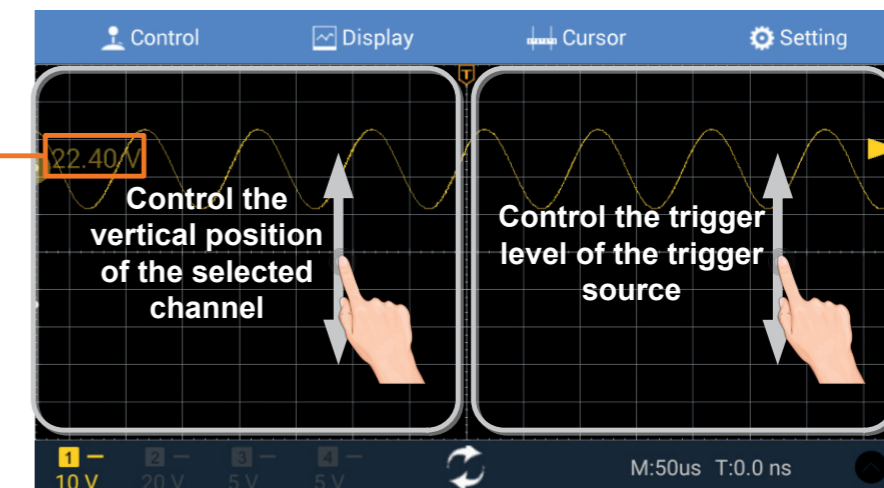 Control Display Cursor Setting
T
22.40 V
Control the
vertical position
of the selected
channel
Control the trigger
level of the trigger
source
1 2 3 4
10 V 20 V 5 V 5 V
M:50us T:0.0 ns